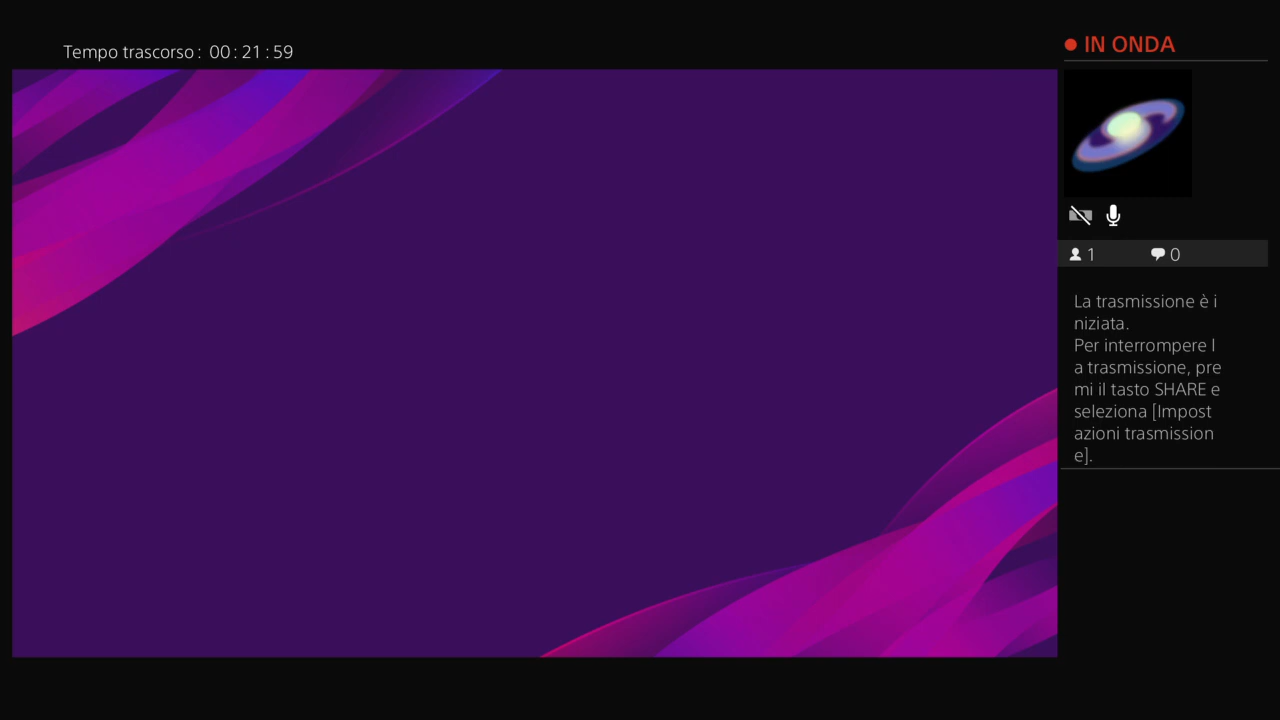 Tempo trascorso: 00:21:59
IN ONDA
1
0
La trasmissione è i
niziata.
Per interrompere l
a trasmissione, pre
mi il tasto SHARE e
seleziona [Impost
azioni trasmission
e].